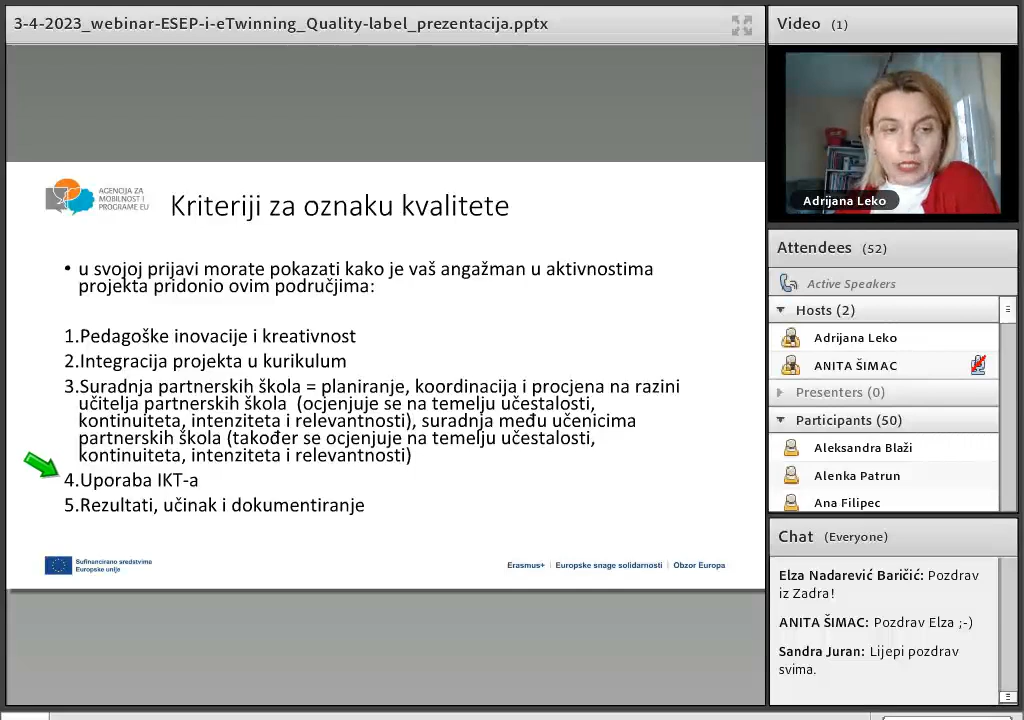 3-4-2023_webinar-ESEP-i-eTwinning_Quality-label_prezentacija.pptx
AGENCIJA ZA
MOBILNOST I
PROGRAME EU
Kriteriji za oznaku kvalitete
• u svojoj prijavi morate pokazati kako je vaš angažman u aktivnostima
projekta pridonio ovim područjima:
1.Pedagoške inovacije i kreativnost
2.Integracija projekta u kurikulum
3.Suradnja partnerskih škola = planiranje, koordinacija i procjena na razini
učitelja partnerskih škola (ocjenjuje se na temelju učestalosti,
kontinuiteta, intenziteta i relevantnosti), suradnja među učenicima
partnerskih škola (također se ocjenjuje na temelju učestalosti,
kontinuiteta, intenziteta i relevantnosti)
4.Uporaba IKT-a
5.Rezultati, učinak i dokumentiranje
Sufinancirano sredstvima
Europske unije
Erasmus+ | Europske snage solidarnosti | Obzor Europa
Video (1)
Adrijana Leko
Attendees (52)
Active Speakers
Hosts (2)
Adrijana Leko
ANITA ŠIMAC
Presenters (0)
Participants (50)
Aleksandra Blaži
Alenka Patrun
Ana Filipec
Chat (Everyone)
Elza Nadarević Baričić: Pozdrav
iz Zadra!
ANITA ŠIMAC: Pozdrav Elza ;-)
Sandra Juran: Lijepi pozdrav
svima.